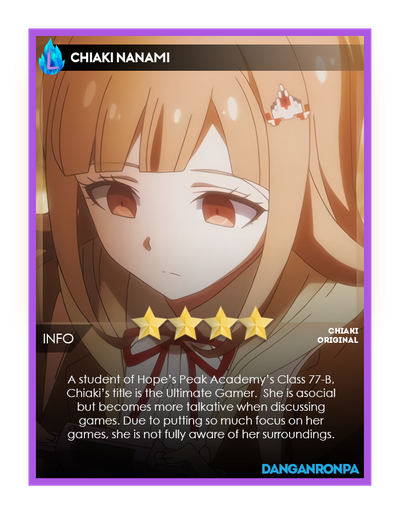 L
CHIAKI NANAMI
INFO
CHIAKI
ORIGINAL
A student of Hope's Peak Academy's Class 77-B,
Chiaki's title is the Ultimate Gamer.  She is asocial
but becomes more talkative when discussing
games. Due to putting so much focus on her
games, she is not fully aware of her surroundings.
DANGANRONPA